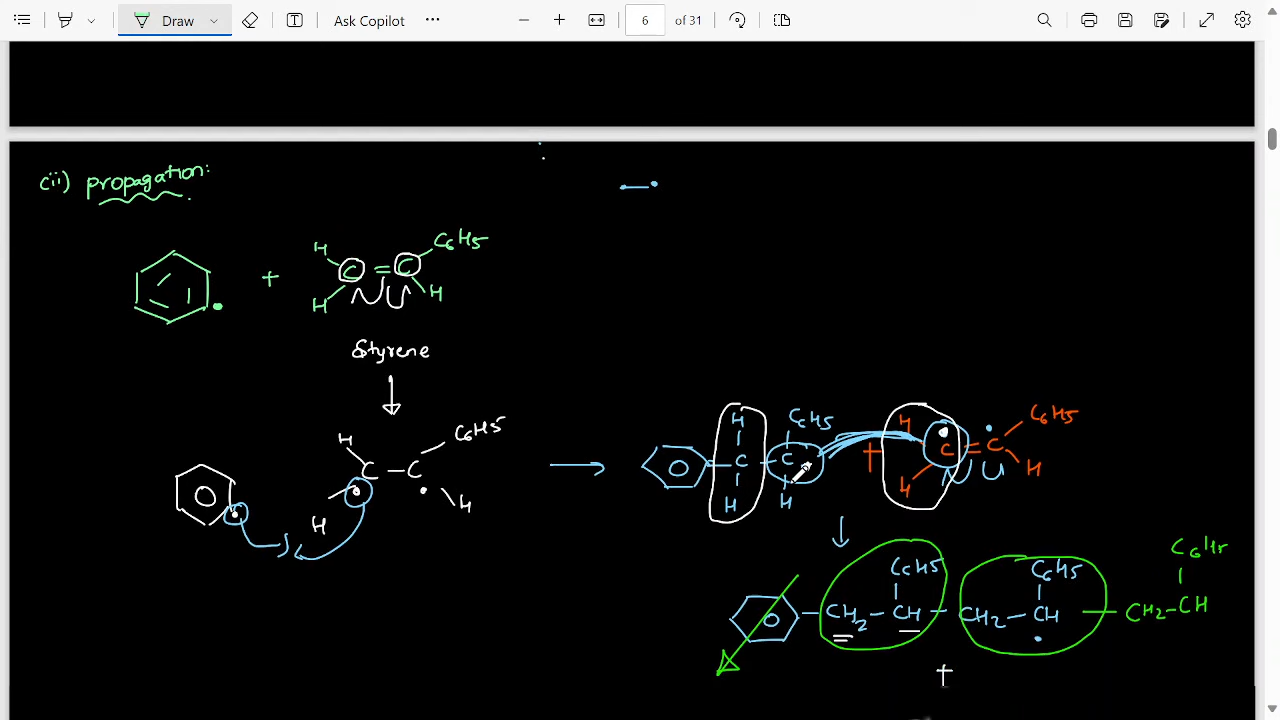 Draw
Ask Copilot
6 of 31
cii) propagation:
+
H C = C C6H5
H H
Styrene
H C — C C6H5
H H
H C6H5
C — C
H H
+
H C = C C6H5
H H
CH2 — CH — CH2 — CH — CH2 — CH
C6H5 C6H5 C6H5
+